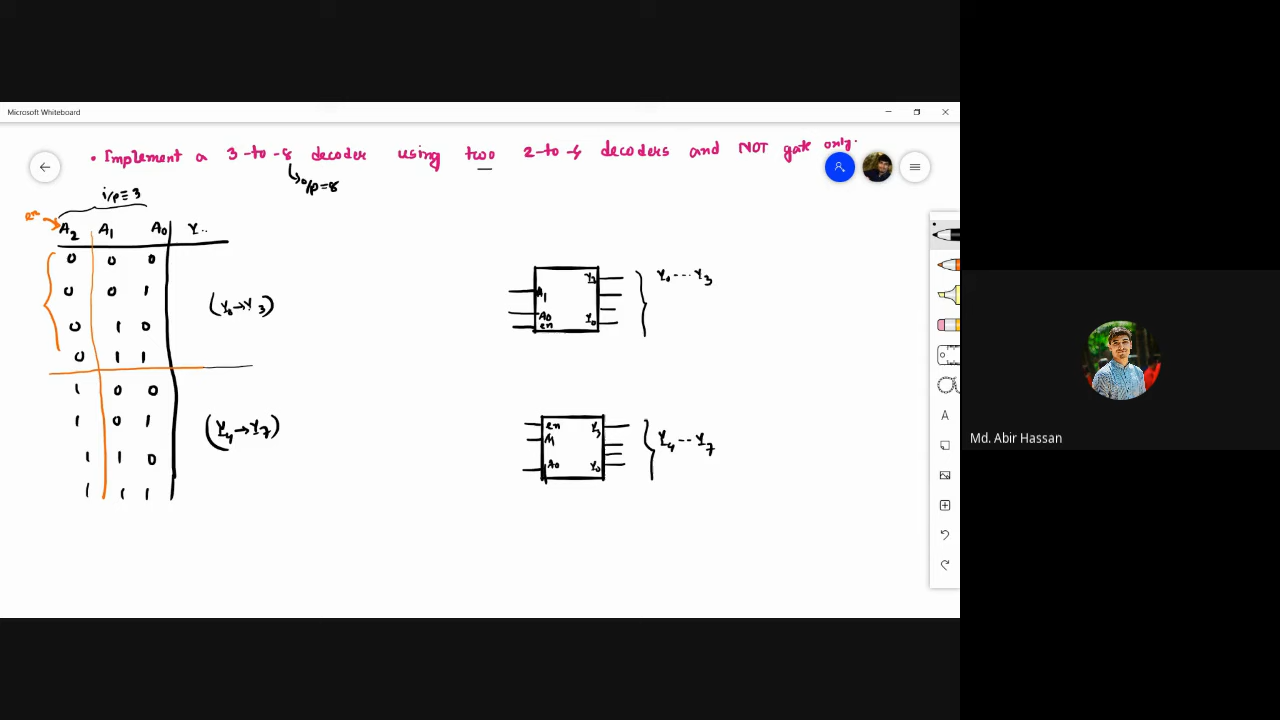 Microsoft Whiteboard
• Implement a 3-to-8 decoder using two 2-to-4 decoders and NOT gate only.
o/p=8
i/p=3
en
A2 A1 A0 Y..
0 0 0
0 0 1
0 1 0
0 1 1
(Y0→Y3)
1 0 0
1 0 1
1 1 0
1 1 1
(Y4→Y7)
A1 Y3
A0
en Y0
Y0---Y3
en Y3
A1
A0 Y0
Y4--Y7
A
Md. Abir Hassan